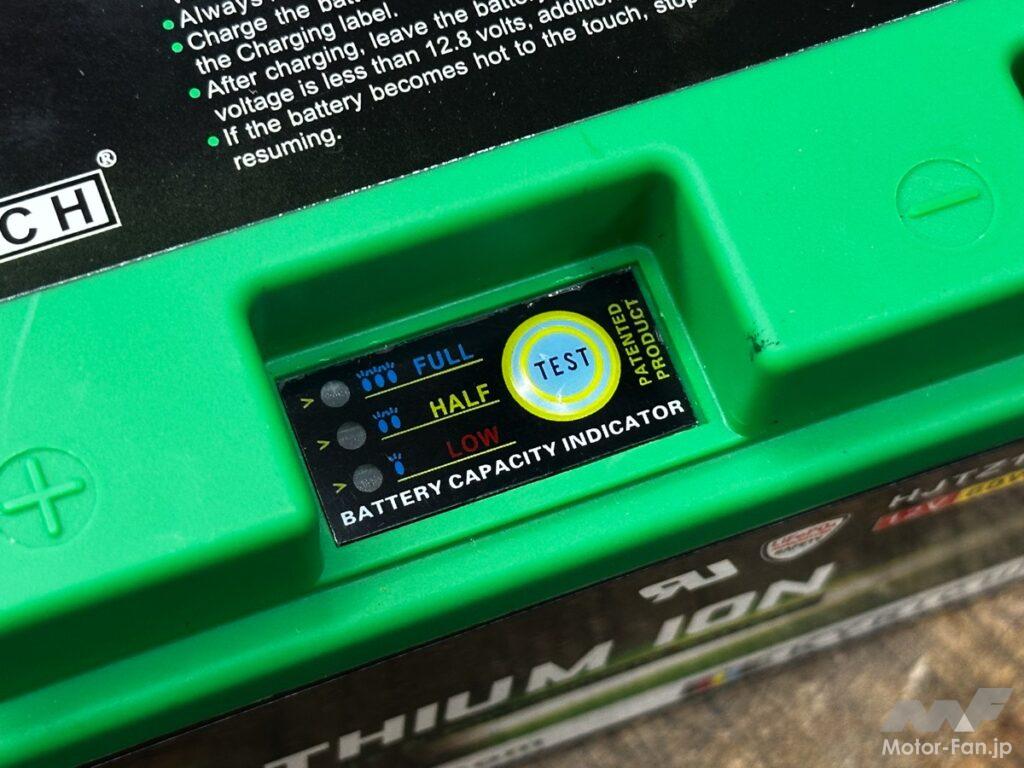 Always
Charge the
the Charging label.
After charging, leave the battery
voltage is less than 12.8 volts,
If the battery becomes hot to the touch, stop
resuming.
CH®
FULL
HALF
LOW
TEST
PATENTED
PRODUCT
BATTERY CAPACITY INDICATOR
THIUM ION
Motor-Fan.jp